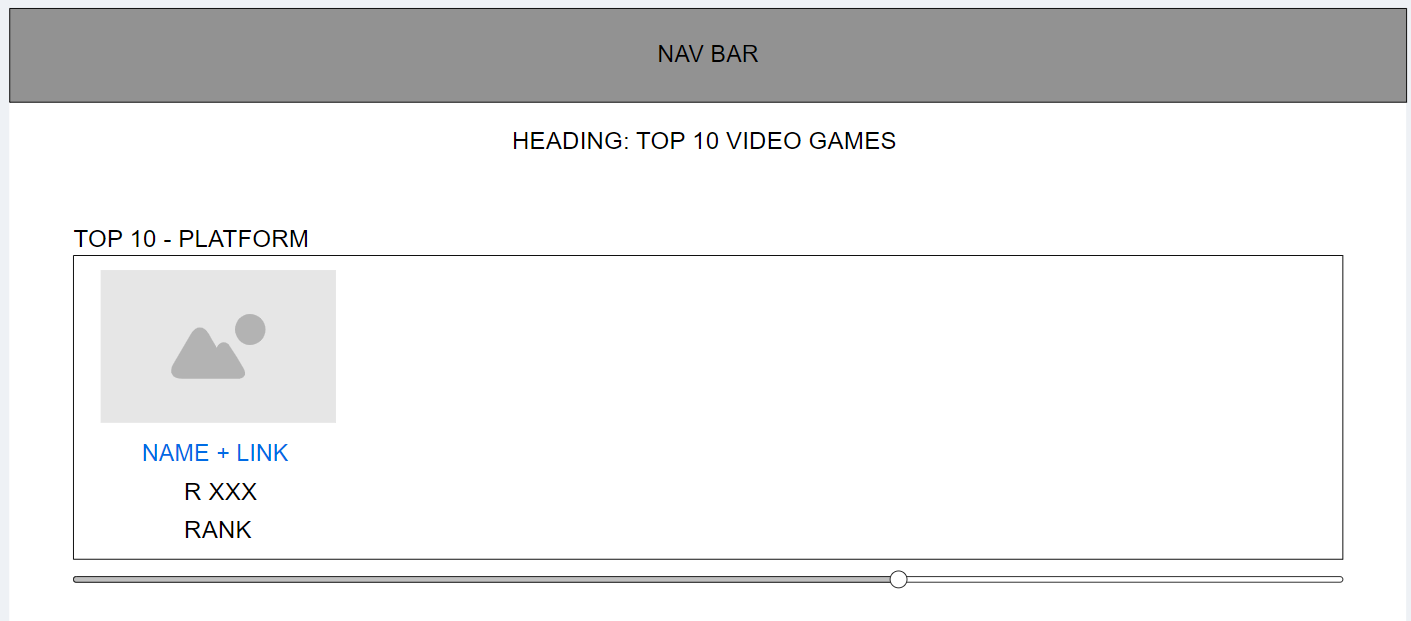 NAV BAR
HEADING: TOP 10 VIDEO GAMES
TOP 10 - PLATFORM
NAME + LINK
R XXX
RANK